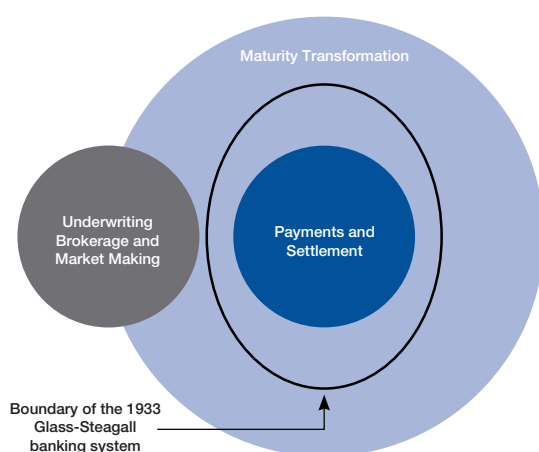 Maturity Transformation
Underwriting
Brokerage and
Market Making
Payments and
Settlement
Boundary of the 1933
Glass-Steagall
banking system